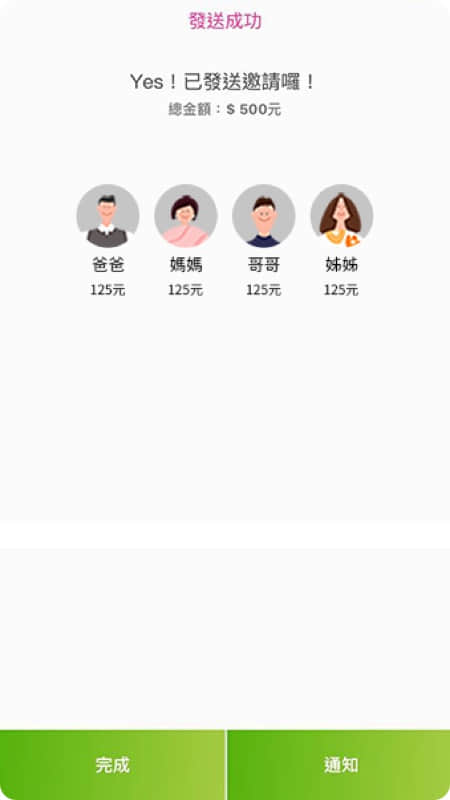 發送成功
Yes！已發送邀請囉！
總金額：$ 500元
爸爸 媽媽 哥哥 姊姊
125元 125元 125元 125元
完成 通知